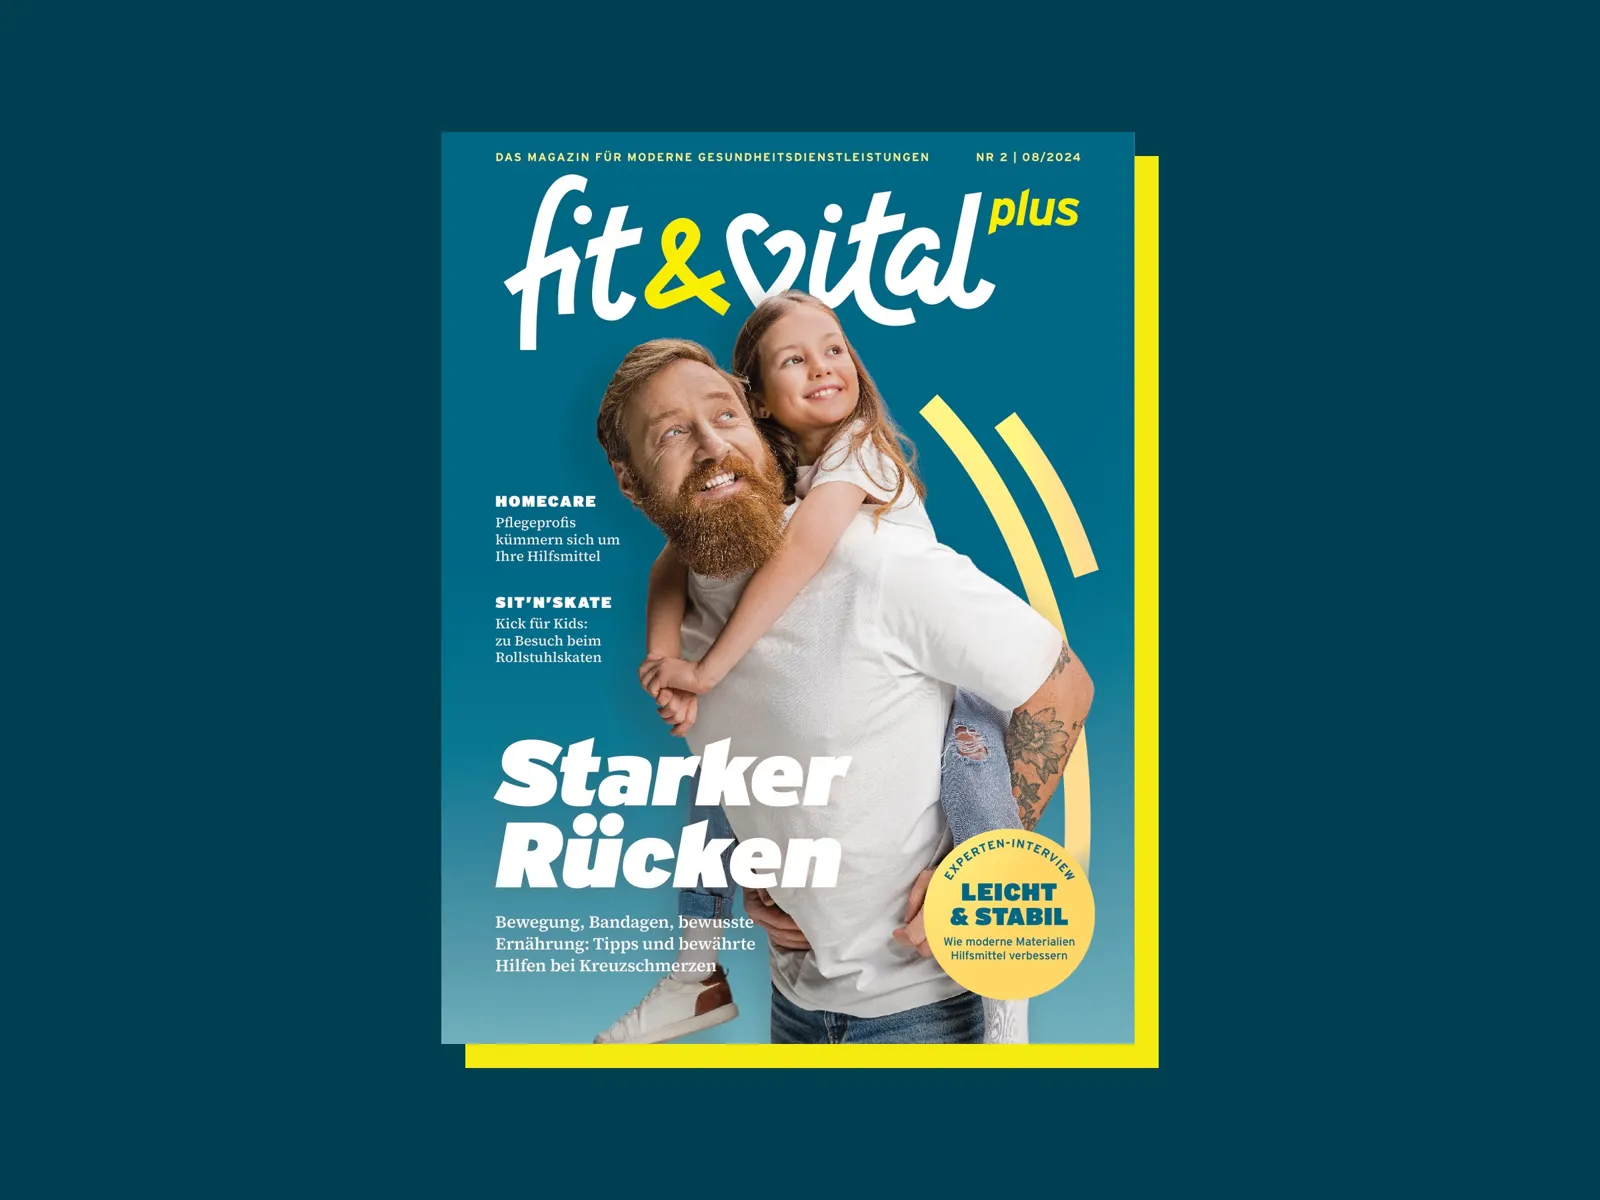 DAS MAGAZIN FÜR MODERNE GESUNDHEITSDIENSTLEISTUNGEN
NR 2 | 08/2024
fit&vital plus
HOMECARE
Pflegeprofis
kümmern sich um
Ihre Hilfsmittel
SIT'N'SKATE
Kick für Kids:
zu Besuch beim
Rollstuhlskaten
Starker
Rücken
Bewegung, Bandagen, bewusste
Ernährung: Tipps und bewährte
Hilfen bei Kreuzschmerzen
EXPERTEN-INTERVIEW
LEICHT
& STABIL
Wie moderne Materialien
Hilfsmittel verbessern